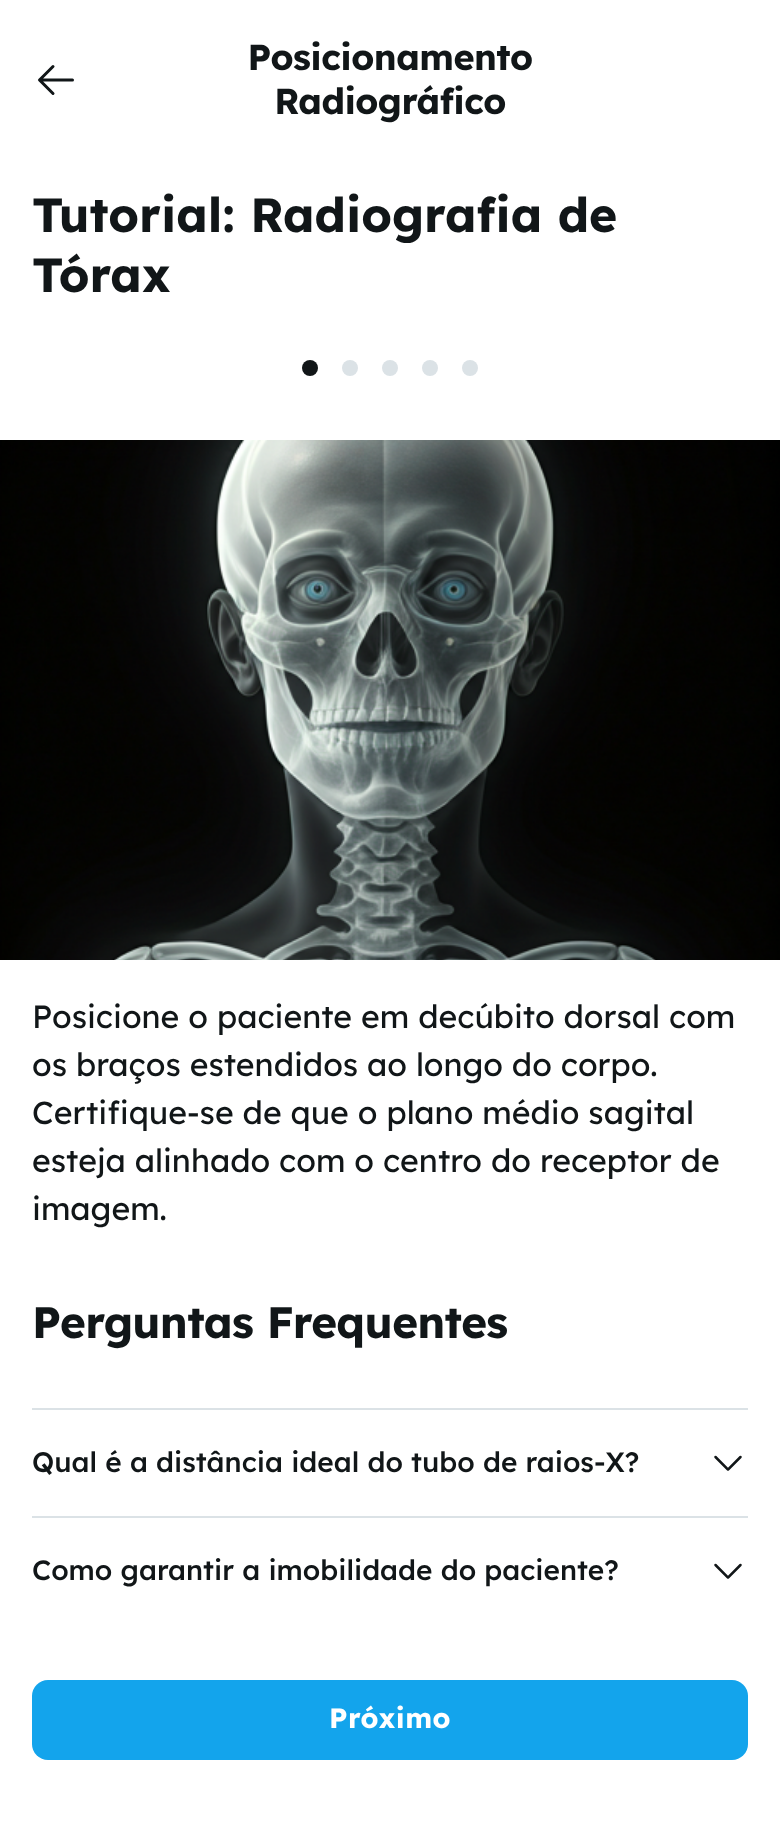 Posicionamento
Radiográfico
Tutorial: Radiografia de
Tórax
Posicione o paciente em decúbito dorsal com
os braços estendidos ao longo do corpo.
Certifique-se de que o plano médio sagital
esteja alinhado com o centro do receptor de
imagem.
Perguntas Frequentes
Qual é a distância ideal do tubo de raios-X?
Como garantir a imobilidade do paciente?
Próximo